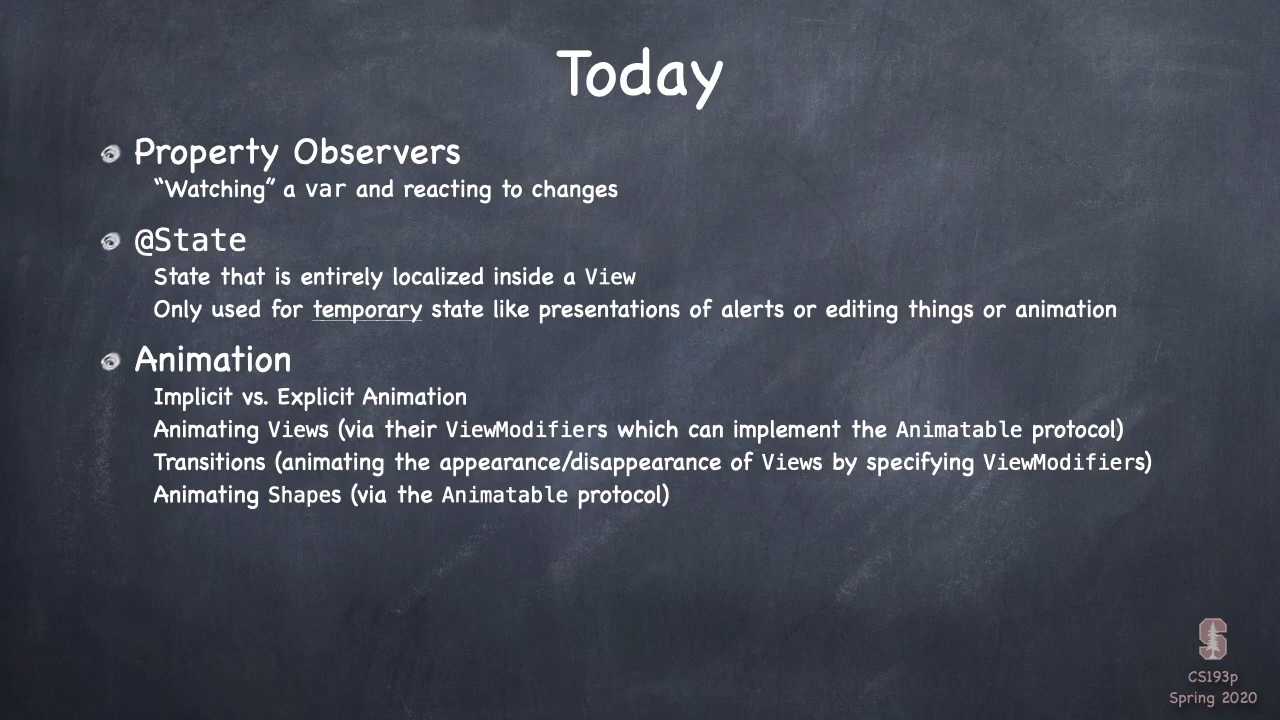 Today
Property Observers
“Watching” a var and reacting to changes
@State
State that is entirely localized inside a View
Only used for temporary state like presentations of alerts or editing things or animation
Animation
Implicit vs. Explicit Animation
Animating Views (via their ViewModifiers which can implement the Animatable protocol)
Transitions (animating the appearance/disappearance of Views by specifying ViewModifiers)
Animating Shapes (via the Animatable protocol)
S
CS193p
Spring 2020